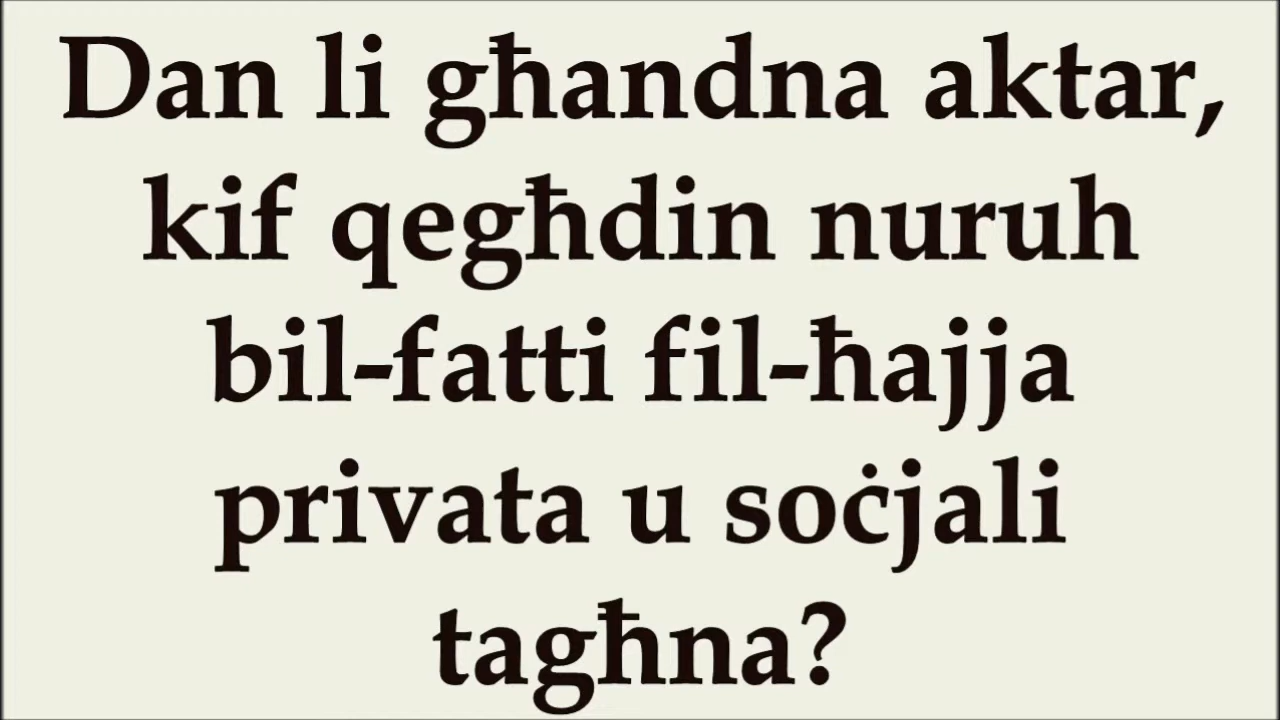 Dan li għandna aktar,
kif qegħdin nuruh
bil-fatti fil-ħajja
privata u soċjali
tagħna?